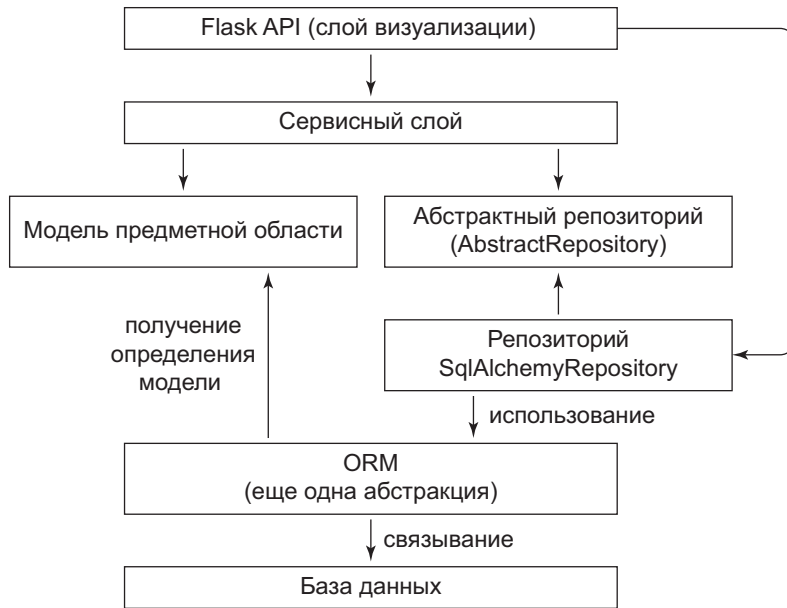 Flask API (слой визуализации)
Сервисный слой
Модель предметной области
Абстрактный репозиторий
(AbstractRepository)
получение
определения
модели
Репозиторий
SqlAlchemyRepository
использование
ORM
(еще одна абстракция)
связывание
База данных